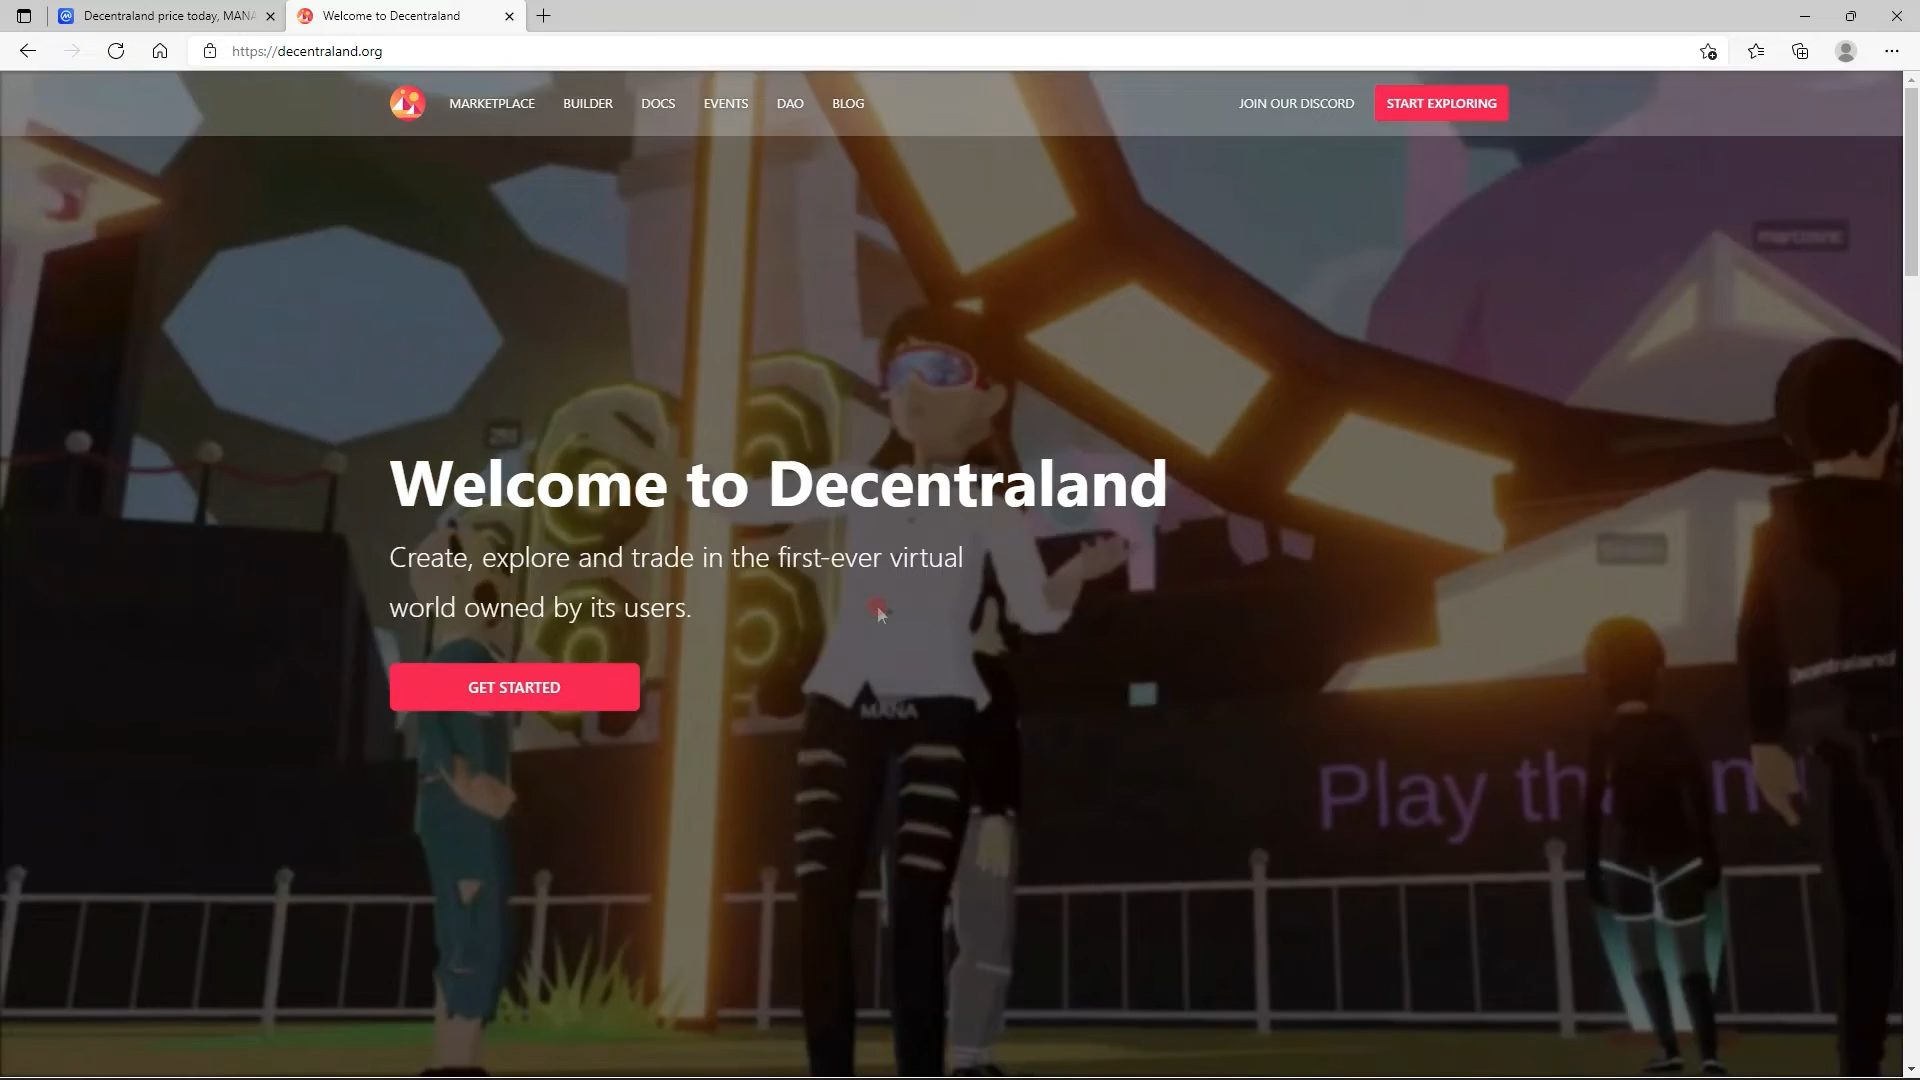 Decentraland price today, MANA
Welcome to Decentraland
https://decentraland.org
MARKETPLACE
BUILDER
DOCS
EVENTS
DAO
BLOG
JOIN OUR DISCORD
START EXPLORING
Welcome to Decentraland
Create, explore and trade in the first-ever virtual
world owned by its users.
GET STARTED
MANA
Decentraland
Play